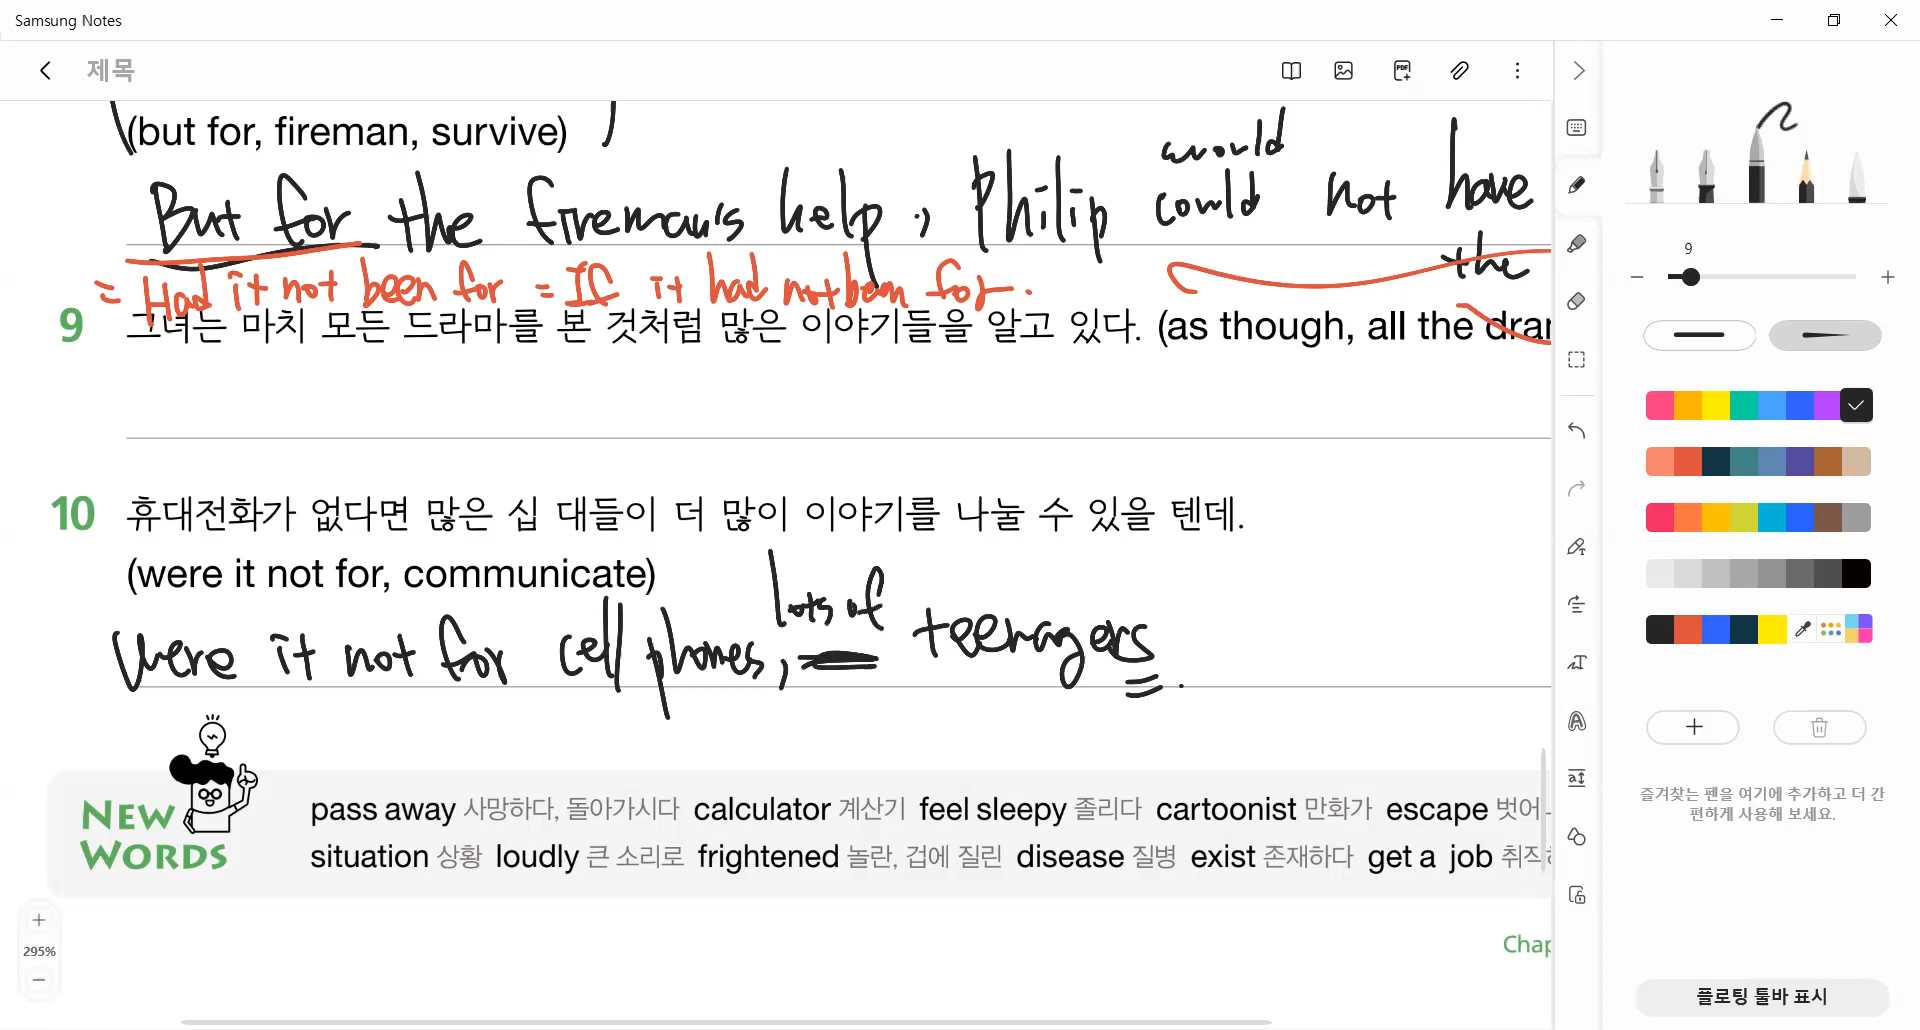 Samsung Notes
제목
(but for, fireman, survive)
would
But for the fireman's help, Philip could not have
the
= Had it not been for = If it had not been for.
9 그녀는 마치 모든 드라마를 본 것처럼 많은 이야기들을 알고 있다. (as though, all the dran
10 휴대전화가 없다면 많은 십 대들이 더 많이 이야기를 나눌 수 있을 텐데.
(were it not for, communicate)
lots of
Were it not for cell phones, teenagers.
NEW WORDS
pass away 사망하다, 돌아가시다 calculator 계산기 feel sleepy 졸리다 cartoonist 만화가 escape 벗어
situation 상황 loudly 큰 소리로 frightened 놀란, 겁에 질린 disease 질병 exist 존재하다 get a job 취직
Chap
295%
9
즐겨찾는 펜을 여기에 추가하고 더 간
편하게 사용해 보세요.
플로팅 툴바 표시